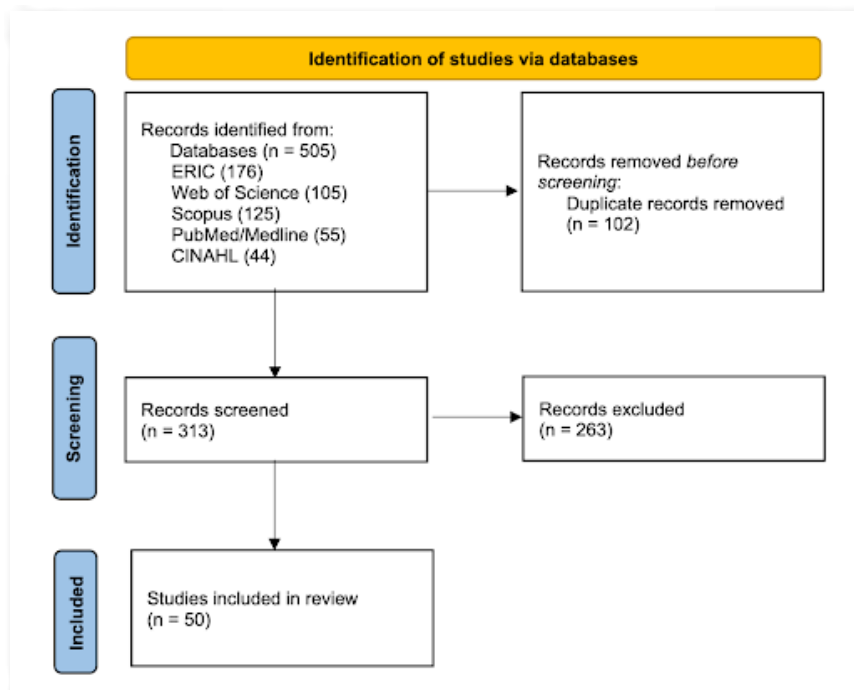 Identification of studies via databases
Identification
Records identified from:
Databases (n = 505)
ERIC (176)
Web of Science (105)
Scopus (125)
PubMed/Medline (55)
CINAHL (44)
Records removed before
screening:
Duplicate records removed
(n = 102)
Screening
Records screened
(n = 313)
Records excluded
(n = 263)
Included
Studies included in review
(n = 50)